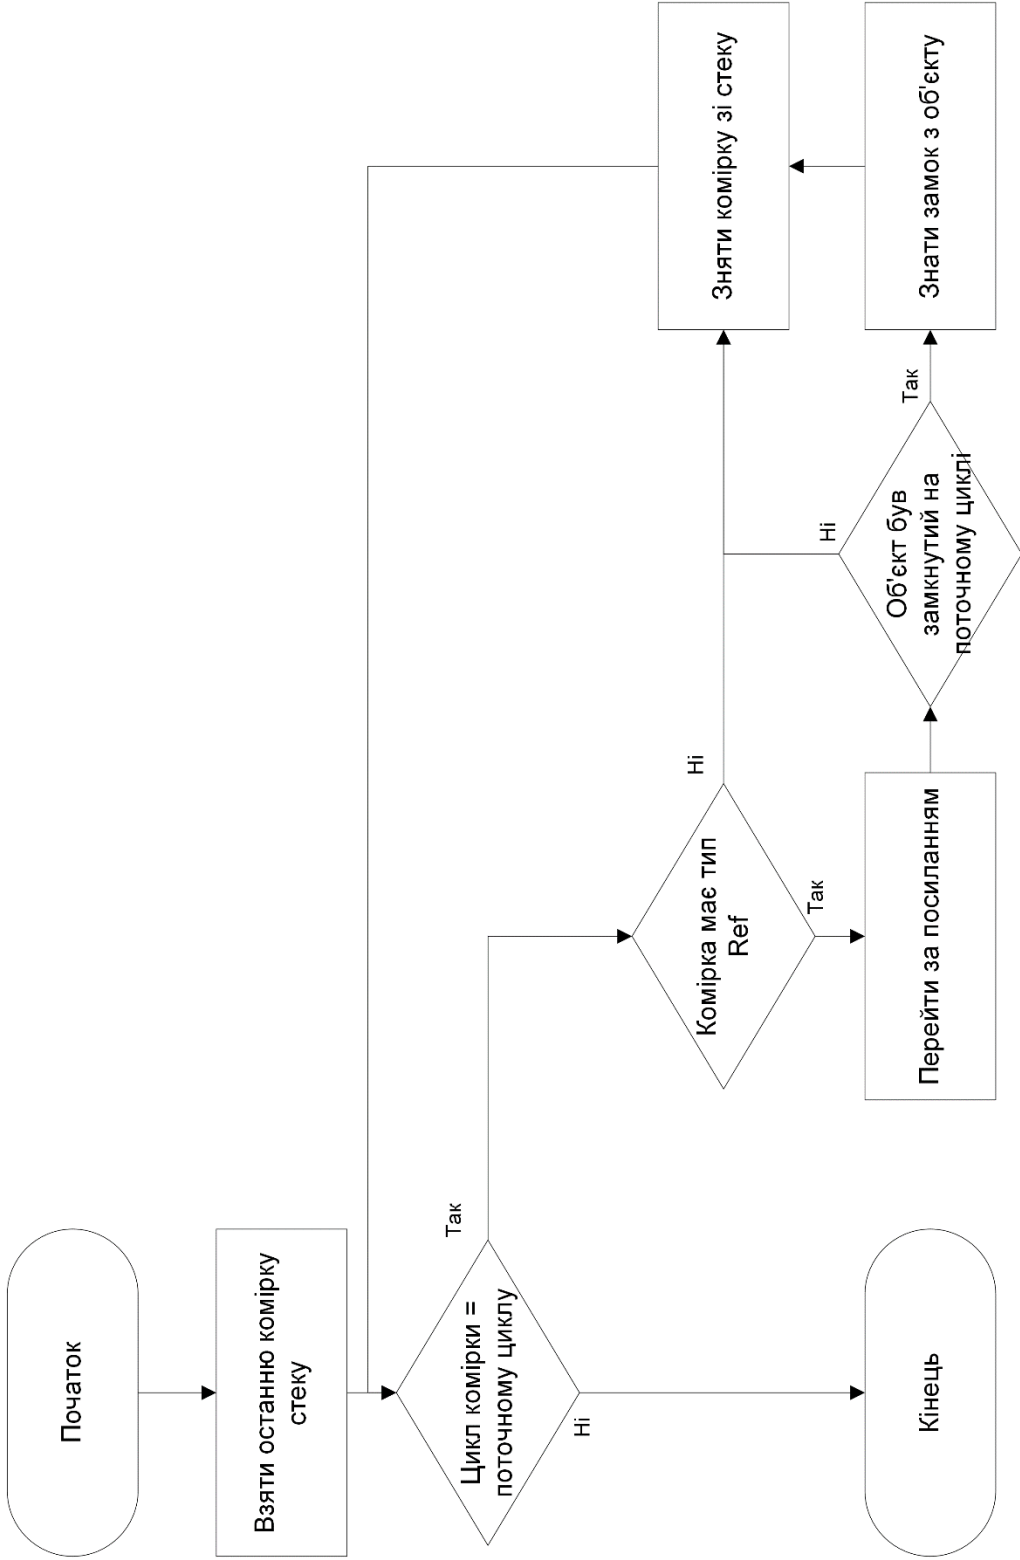 Початок
Взяти останню комірку
стеку
Цикл комірки =
поточному циклу
Так
Ні
Кінець
Комірка має тип
Ref
Ні
Так
Перейти за посиланням
Об'єкт був
замкнутий на
поточному циклі
Ні
Так
Зняти комірку зі стеку
Знати замок з об'єкту